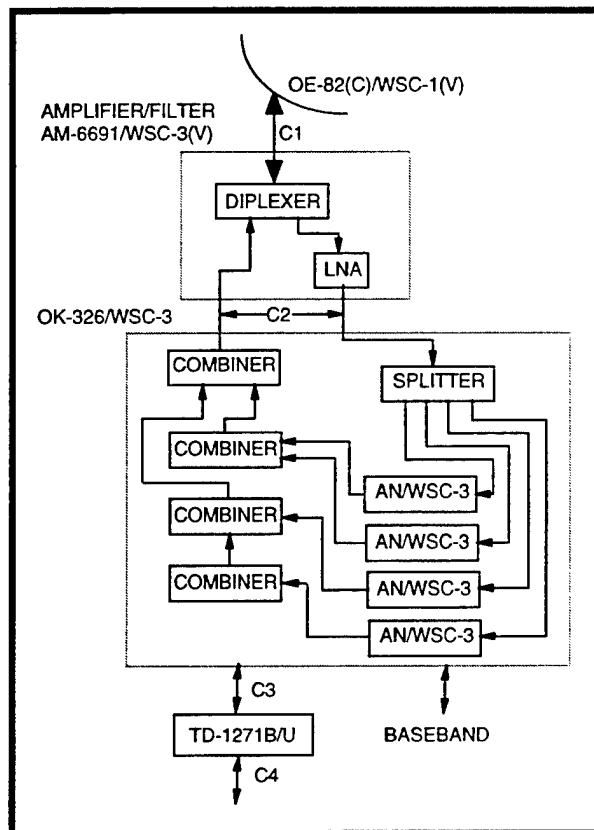 OE-82(C)/WSC-1(V)
AMPLIFIER/FILTER
AM-6691/WSC-3(V)
C1
DIPLEXER
LNA
OK-326/WSC-3
C2
COMBINER
SPLITTER
COMBINER
AN/WSC-3
COMBINER
AN/WSC-3
COMBINER
AN/WSC-3
AN/WSC-3
C3
TD-1271B/U
BASEBAND
C4